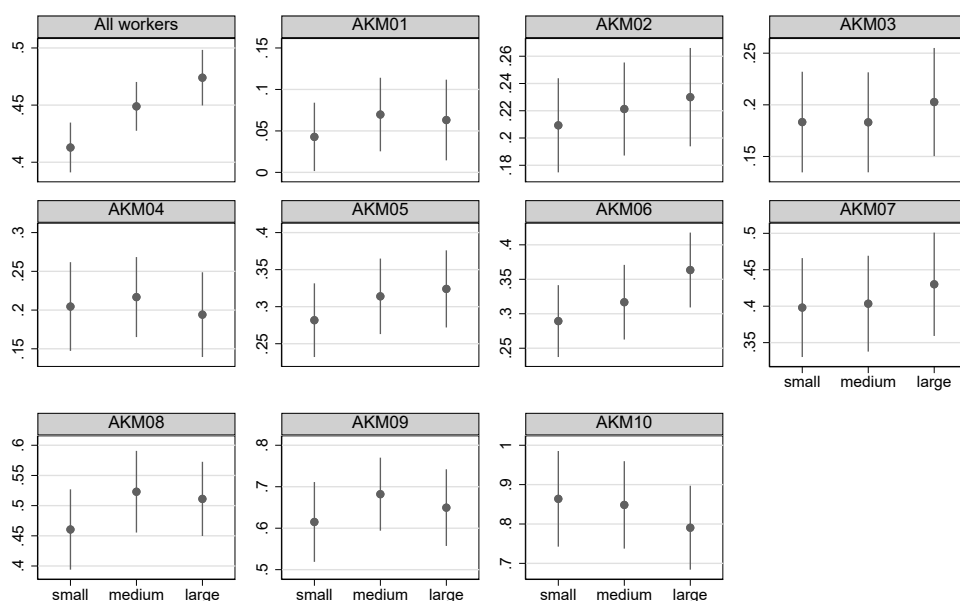 All workers AKM01 AKM02 AKM03
.5 .15 .26 .25
.45 .1 .24 .2
.4 .05 .22 .15
0 .2
.18
AKM04 AKM05 AKM06 AKM07
.3 .4 .4 .5
.25 .35 .35 .45
.2 .3 .3 .4
.15 .25 .25 .35
small medium large
AKM08 AKM09 AKM10
.6 .8 1
.55 .7 .9
.5 .6 .8
.45 .5 .7
.4
small medium large small medium large small medium large